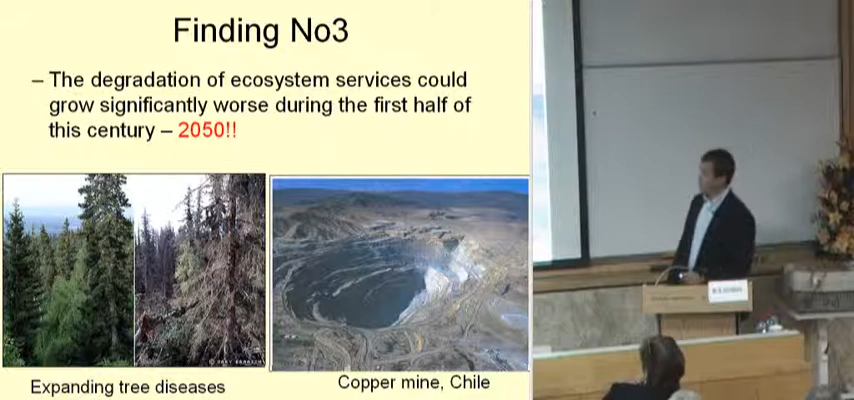 Finding No3
– The degradation of ecosystem services could
grow significantly worse during the first half of
this century – 2050!!
Expanding tree diseases
Copper mine, Chile